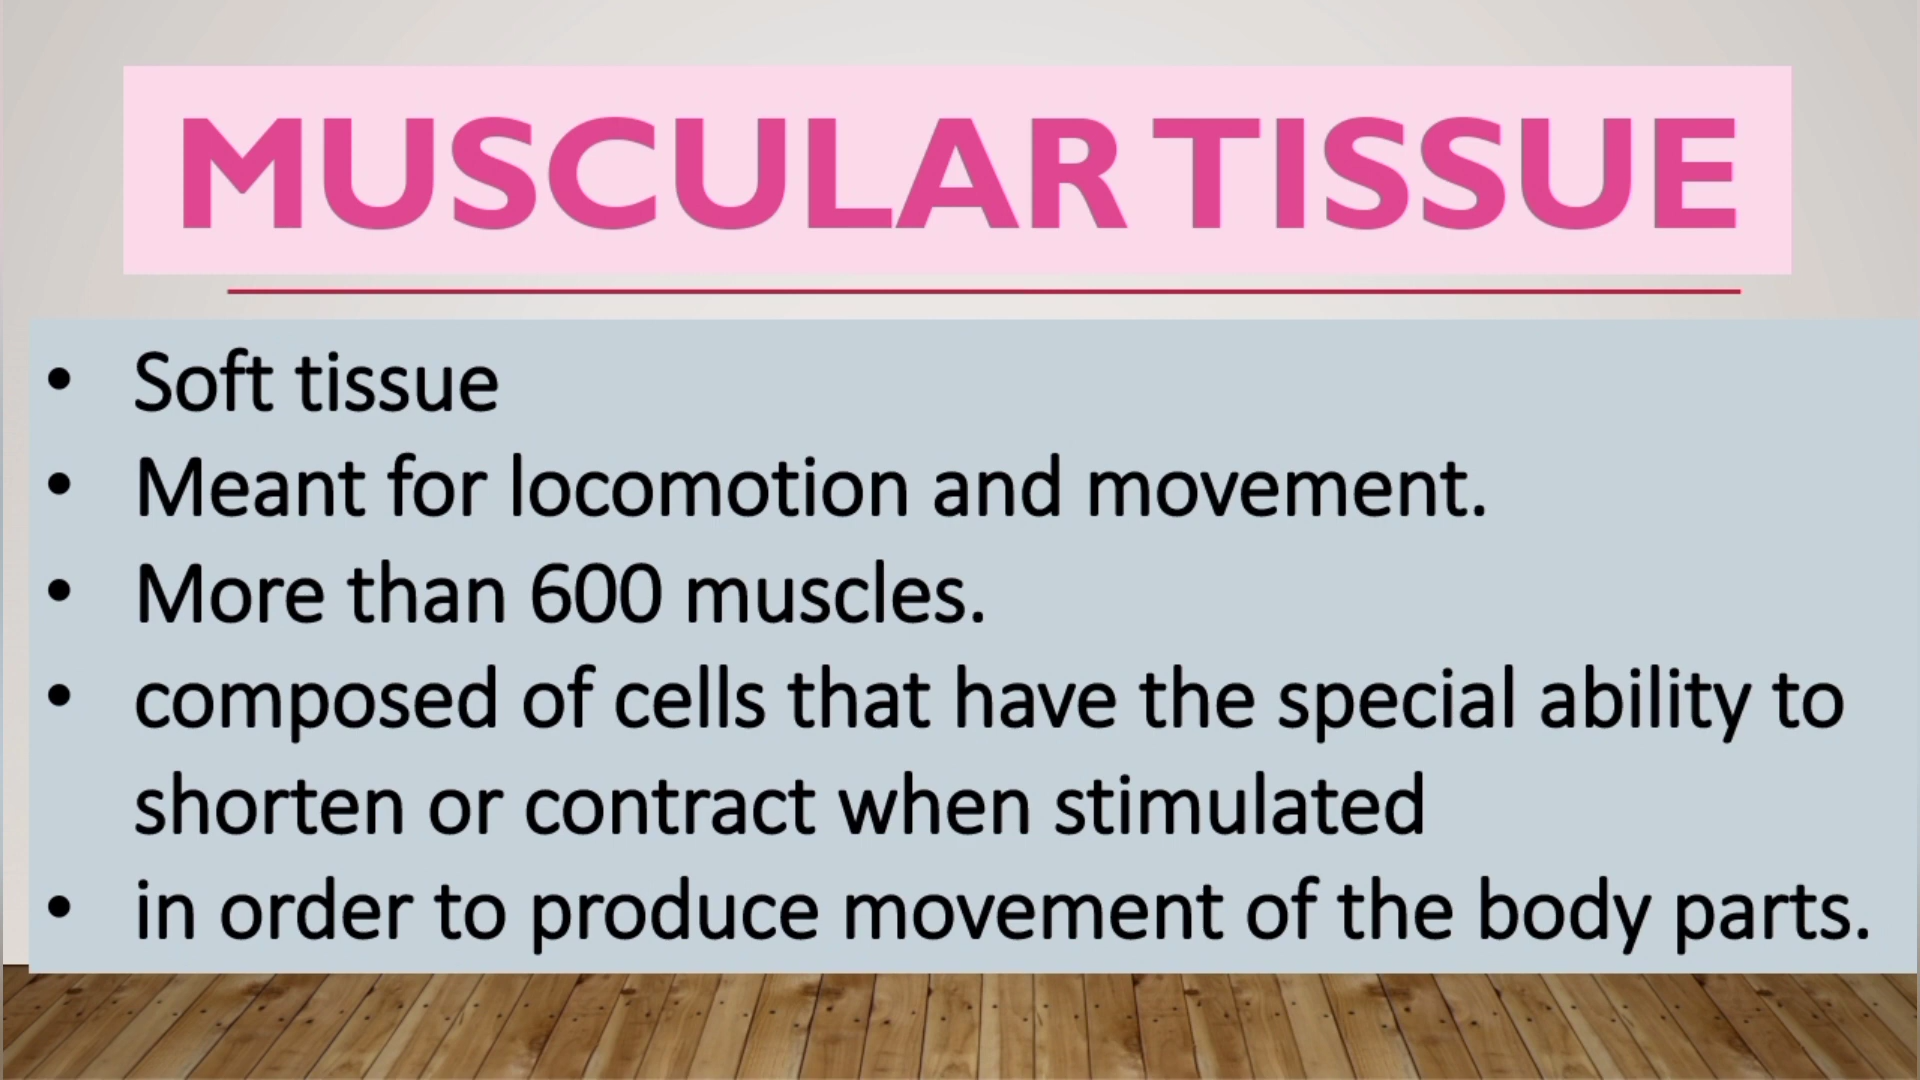 MUSCULAR TISSUE
• Soft tissue
• Meant for locomotion and movement.
• More than 600 muscles.
• composed of cells that have the special ability to
shorten or contract when stimulated
• in order to produce movement of the body parts.